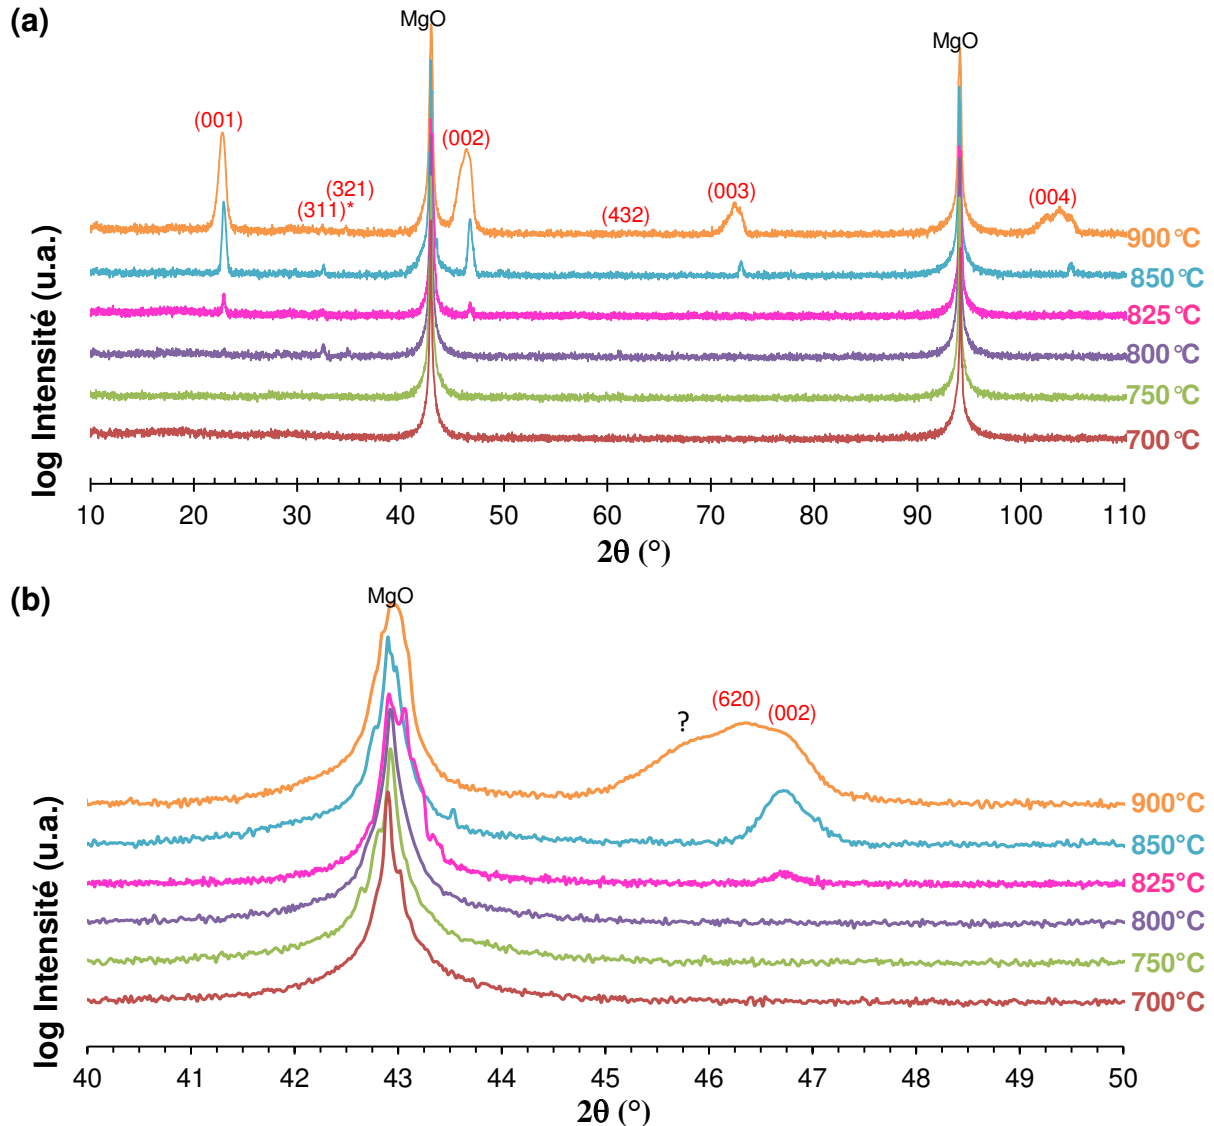 (a)
MgO
MgO
(001)
(002)
(321)
(311)*
(432)
(003)
(004)
900°C
850°C
825°C
800°C
750°C
700°C
log Intensité (u.a.)
10 20 30 40 50 60 70 80 90 100 110
2θ (°)
(b)
MgO
?
(620)
(002)
900°C
850°C
825°C
800°C
750°C
700°C
log Intensité (u.a.)
40 41 42 43 44 45 46 47 48 49 50
2θ (°)